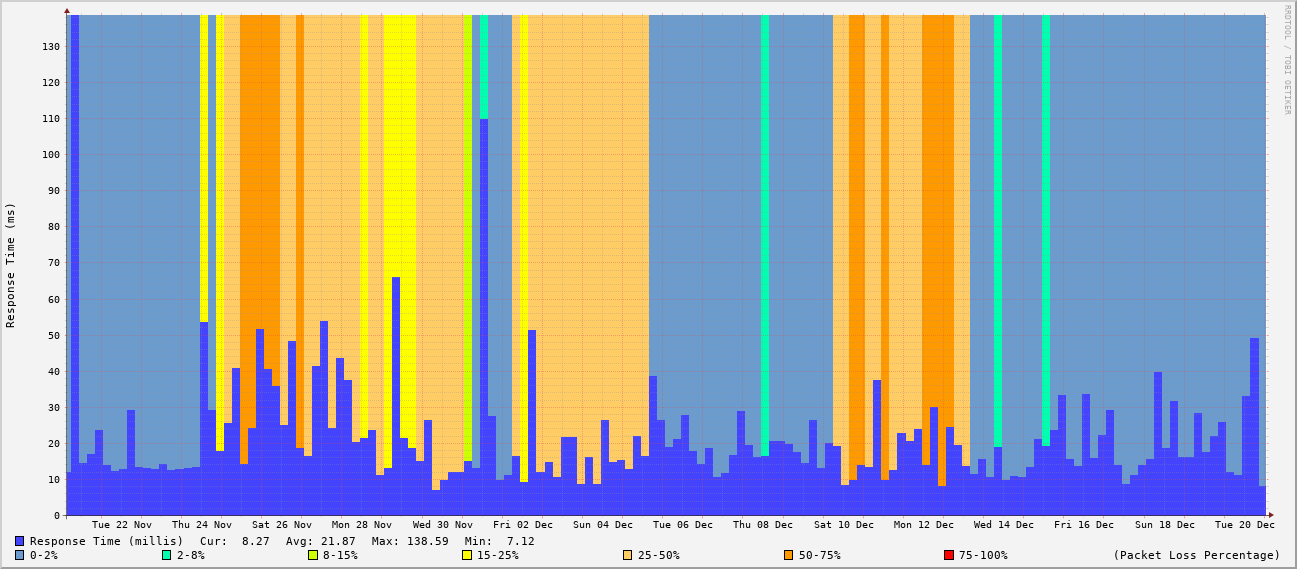 RRDTOOL / TOBI OETIKER
Response Time (ms)
130
120
110
100
90
80
70
60
50
40
30
20
10
0
Tue 22 Nov Thu 24 Nov Sat 26 Nov Mon 28 Nov Wed 30 Nov Fri 02 Dec Sun 04 Dec Tue 06 Dec Thu 08 Dec Sat 10 Dec Mon 12 Dec Wed 14 Dec Fri 16 Dec Sun 18 Dec Tue 20 Dec
Response Time (millis) Cur: 8.27 Avg: 21.87 Max: 138.59 Min: 7.12
0-2% 2-8% 8-15% 15-25% 25-50% 50-75% 75-100% (Packet Loss Percentage)